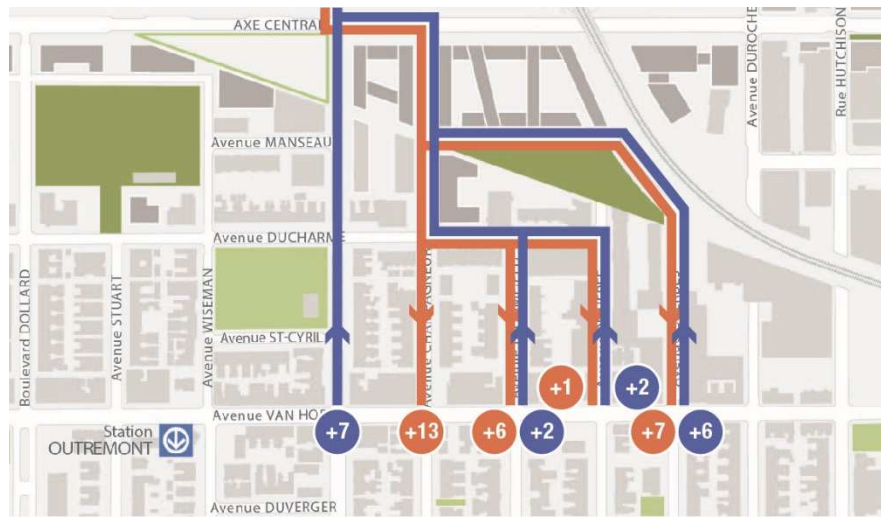 AXE CENTRAL
Avenue DUROCHE
Rue HUTCHISON
Avenue MANSEAU
Avenue DUCHARME
Boulevard DOLLARD
Avenue STUART
Avenue WISEMAN
Avenue ST-CYRIL
Avenue
Avenue VAN HO
+1
+2
Station
OUTREMONT
+7
+13
+6
+2
+7
+6
Avenue DUVERGER